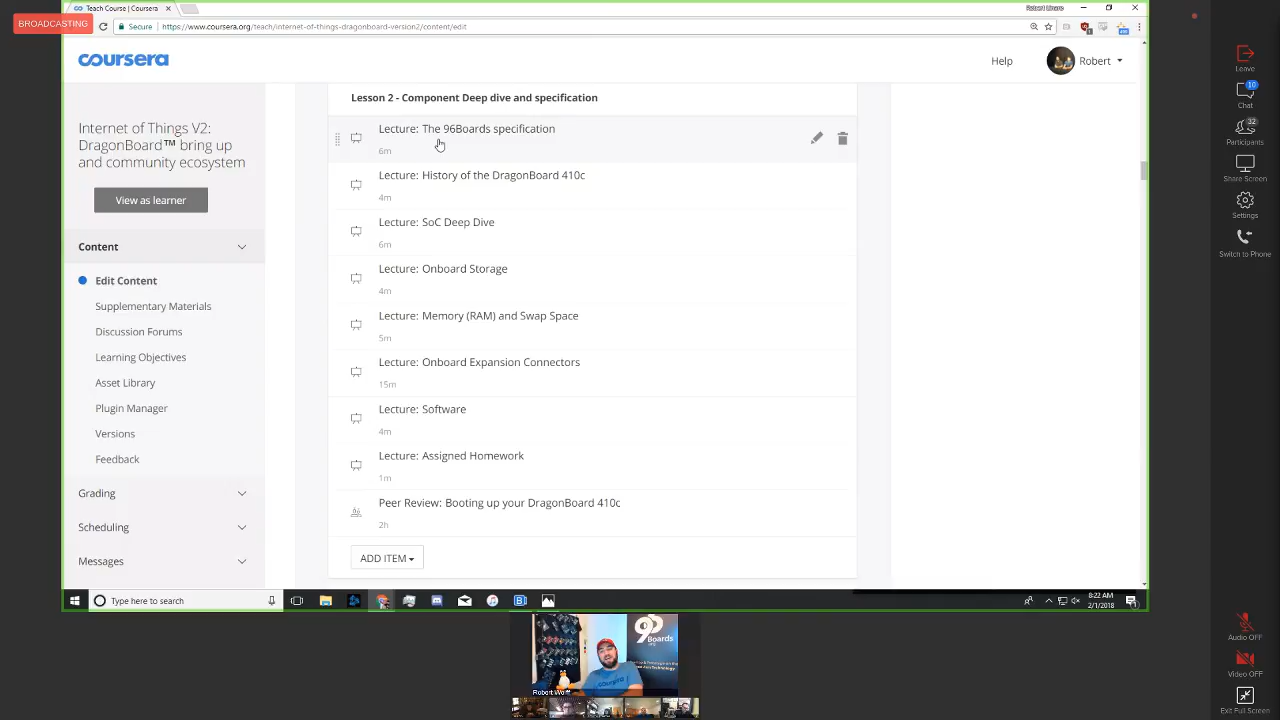 Teach Course | Coursera
BROADCASTING
Secure
https://www.coursera.org/teach/internet-of-things-dragonboard-version2/content/edit
coursera
Help
Robert
Internet of Things V2:
DragonBoard™ bring up
and community ecosystem
View as learner
Content
Edit Content
Supplementary Materials
Discussion Forums
Learning Objectives
Asset Library
Plugin Manager
Versions
Feedback
Grading
Scheduling
Messages
Lesson 2 - Component Deep dive and specification
Lecture: The 96Boards specification
6m
Lecture: History of the DragonBoard 410c
4m
Lecture: SoC Deep Dive
6m
Lecture: Onboard Storage
4m
Lecture: Memory (RAM) and Swap Space
5m
Lecture: Onboard Expansion Connectors
15m
Lecture: Software
4m
Lecture: Assigned Homework
1m
Peer Review: Booting up your DragonBoard 410c
2h
ADD ITEM
Type here to search
8:22 AM
2/1/2018
Leave
10
Chat
32
Participants
Share Screen
Settings
Switch to Phone
Audio OFF
Video OFF
Exit Full Screen
Boards
coursera
Robert Wolff